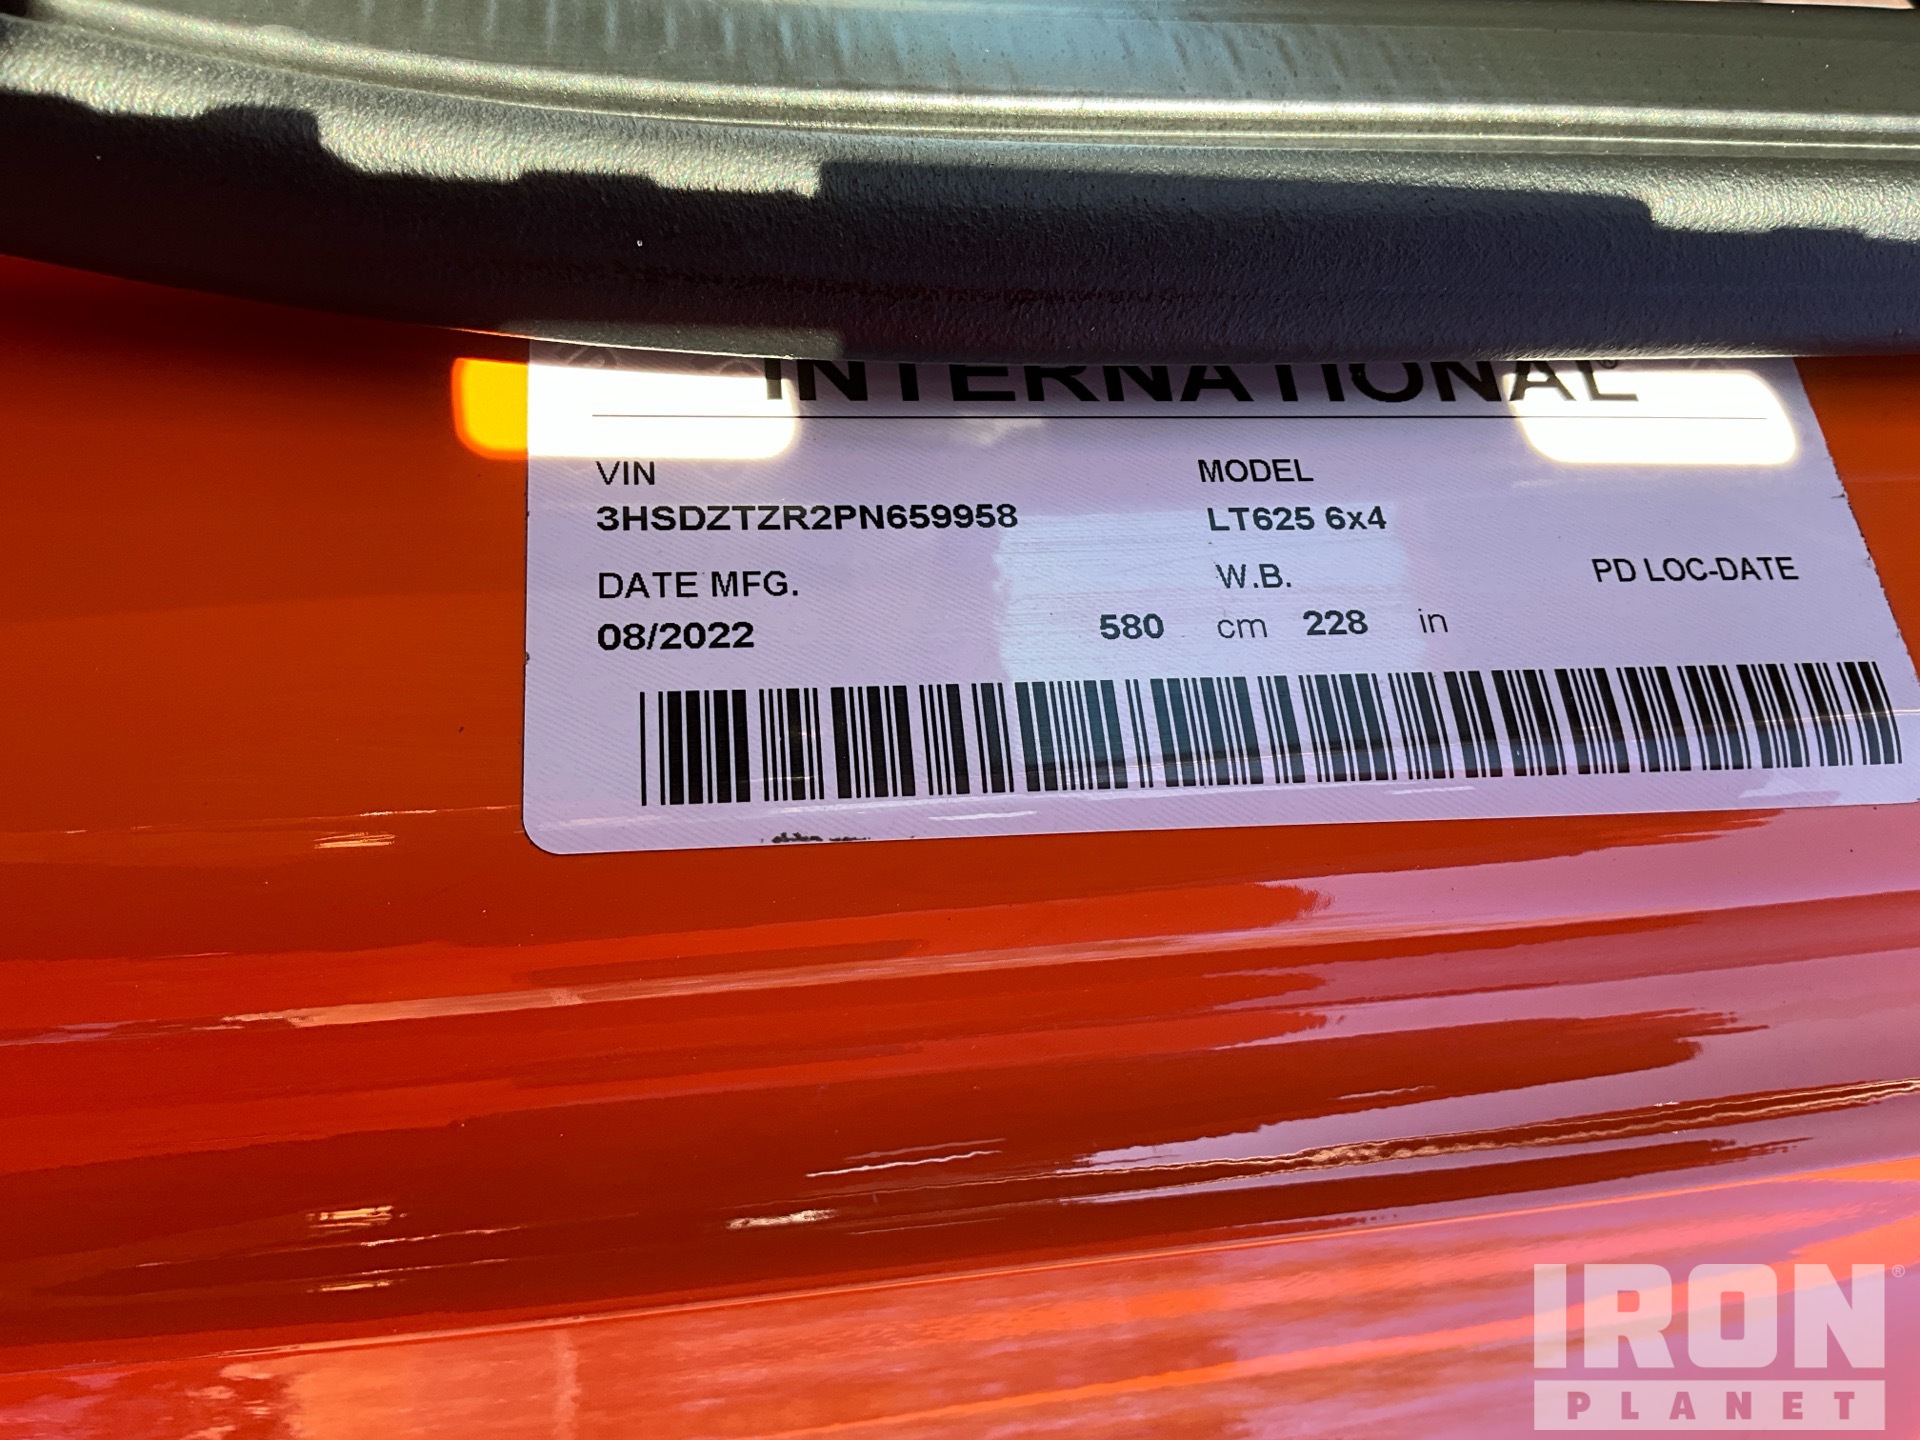 INTERNATIONAL®
VIN MODEL
3HSDZTZR2PN659958 LT625 6x4
DATE MFG. W.B. PD LOC-DATE
08/2022 580 cm 228 in
IRON®
PLANET